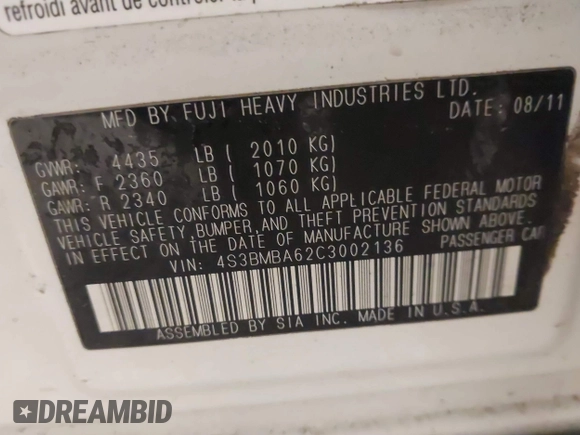 refroidi avant de contrôler
MFD BY FUJI HEAVY INDUSTRIES LTD.
DATE: 08/11
GVWR: 4435 LB ( 2010 KG)
GAWR: F 2360 LB ( 1070 KG)
GAWR: R 2340 LB ( 1060 KG)
THIS VEHICLE CONFORMS TO ALL APPLICABLE FEDERAL MOTOR
VEHICLE SAFETY, BUMPER, AND THEFT PREVENTION STANDARDS
IN EFFECT ON THE DATE OF MANUFACTURE SHOWN ABOVE.
VIN: 4S3BMBA62C3002136 PASSENGER CAR
ASSEMBLED BY SIA INC. MADE IN U.S.A.
DREAMBID